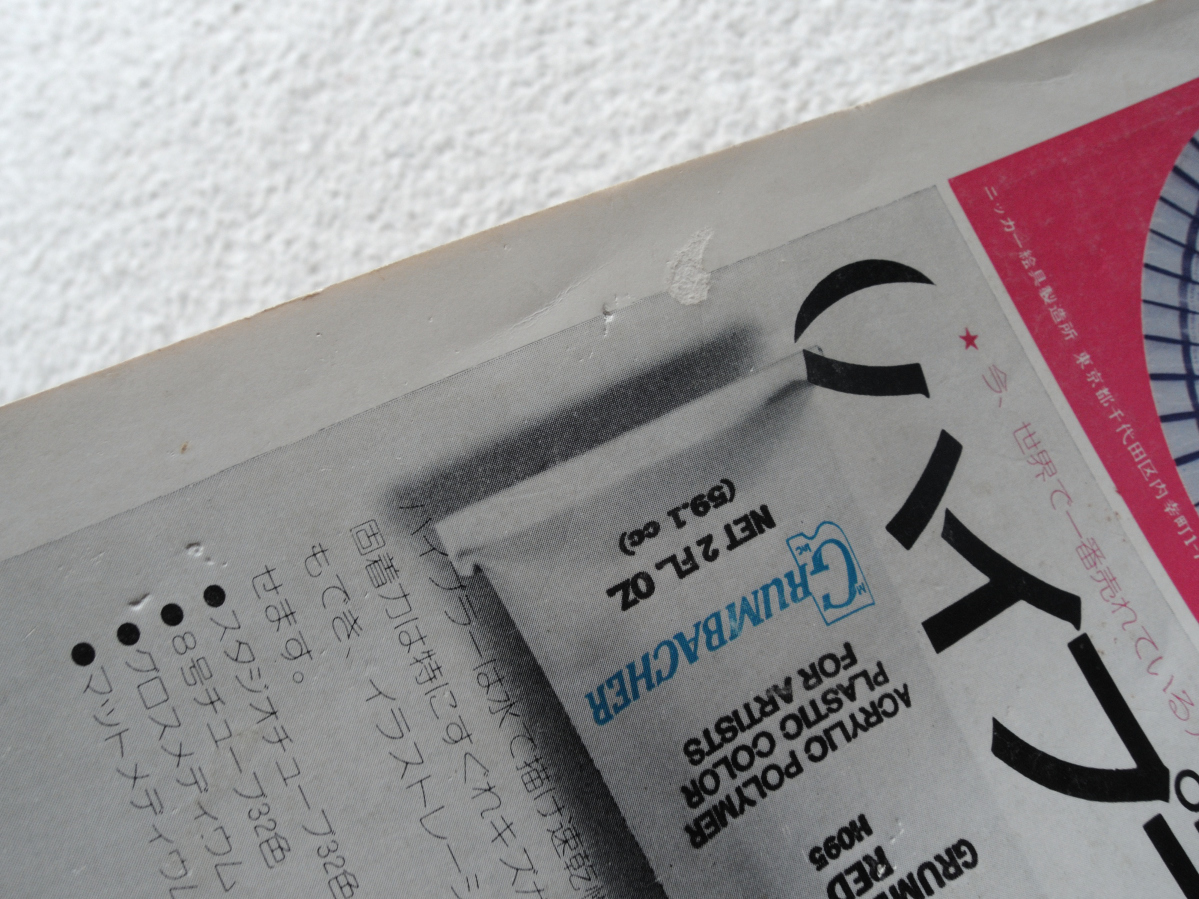 ニッカー絵具製造所 東京都千代田区内幸町1-
★今、世界で一番売れている
ハイプ
NET 2 FL OZ.
(59.1 cc)
GRUMBACHER
ACRYLIC POLYMER
PLASTIC COLOR
FOR ARTISTS
H095
RED
GRUM
は水で描け速乾
固着力は特にすぐれキズ
もでき、イラストレー
せます。
●スタジオチューブ32色
●8号チューブ32色
●グロスメディウム
●マットメディウム